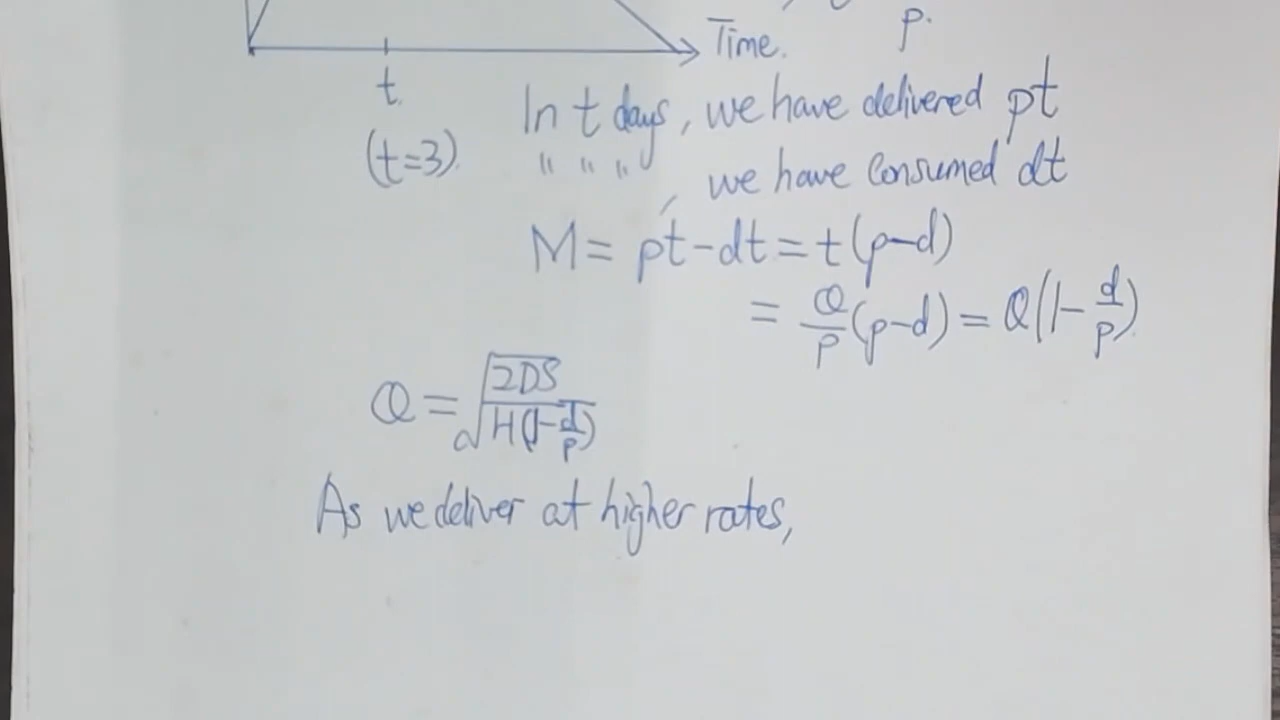 Time.
p.
t.
(t=3).
In t days, we have delivered pt
" " " , we have consumed dt
M = pt-dt = t(p-d)
= Q/p (p-d) = Q(1-d/p).
Q = √(2DS/H(1-d/p))
As we deliver at higher rates,